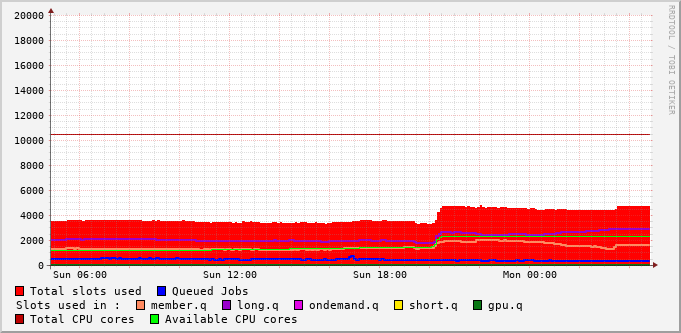 RRDTOOL / TOBI OETIKER
20000
18000
16000
14000
12000
10000
8000
6000
4000
2000
0
Sun 06:00 Sun 12:00 Sun 18:00 Mon 00:00
Total slots used Queued Jobs
Slots used in : member.q long.q ondemand.q short.q gpu.q
Total CPU cores Available CPU cores